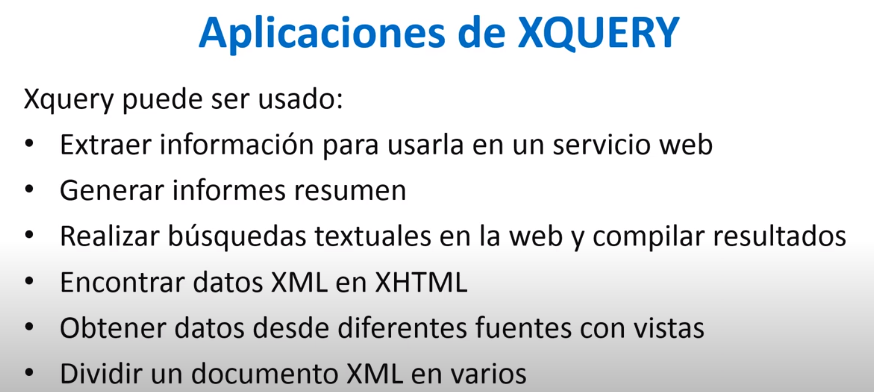 Aplicaciones de XQUERY
Xquery puede ser usado:
• Extraer información para usarla en un servicio web
• Generar informes resumen
• Realizar búsquedas textuales en la web y compilar resultados
• Encontrar datos XML en XHTML
• Obtener datos desde diferentes fuentes con vistas
• Dividir un documento XML en varios